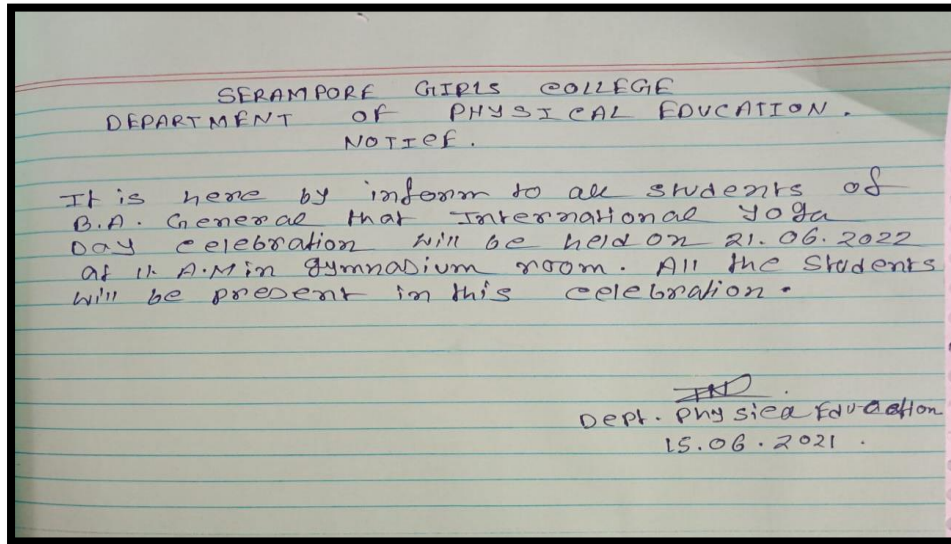 SERAMPORE GIRLS COLLEGE
DEPARTMENT OF PHYSICAL EDUCATION.
NOTICE.
It is here by inform to all students of
B.A. General that International Yoga
Day celebration will be held on 21.06.2022
at 11. A.M in gymnasium room. All the Students
will be present in this celebration.
Dept. Physical Education
15.06.2021.